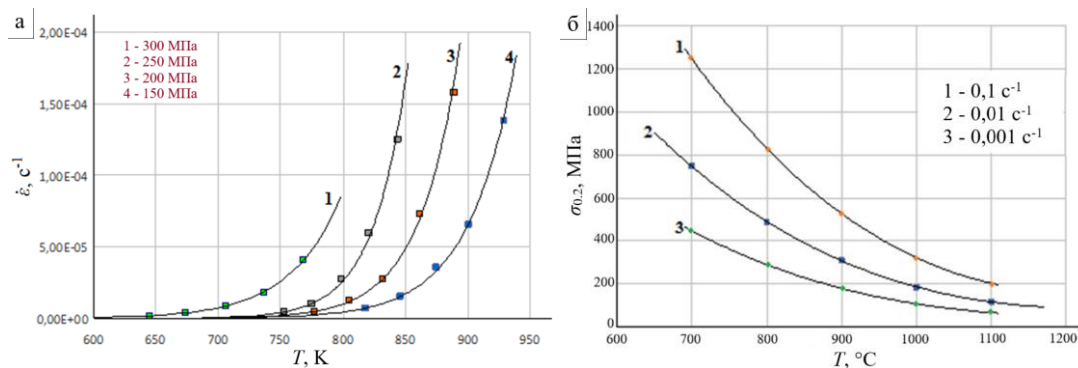 а
2,00E-04
1,50E-04
1,00E-04
5,00E-05
0,00E+00
ε̇, с⁻¹
1 - 300 МПа
2 - 250 МПа
3 - 200 МПа
4 - 150 МПа
1
2
3
4
600 650 700 750 800 850 900 950
T, K
б
1400
1200
1000
800
600
400
200
0
σ0.2, МПа
1 - 0,1 с⁻¹
2 - 0,01 с⁻¹
3 - 0,001 с⁻¹
1
2
3
600 700 800 900 1000 1100
T, °C